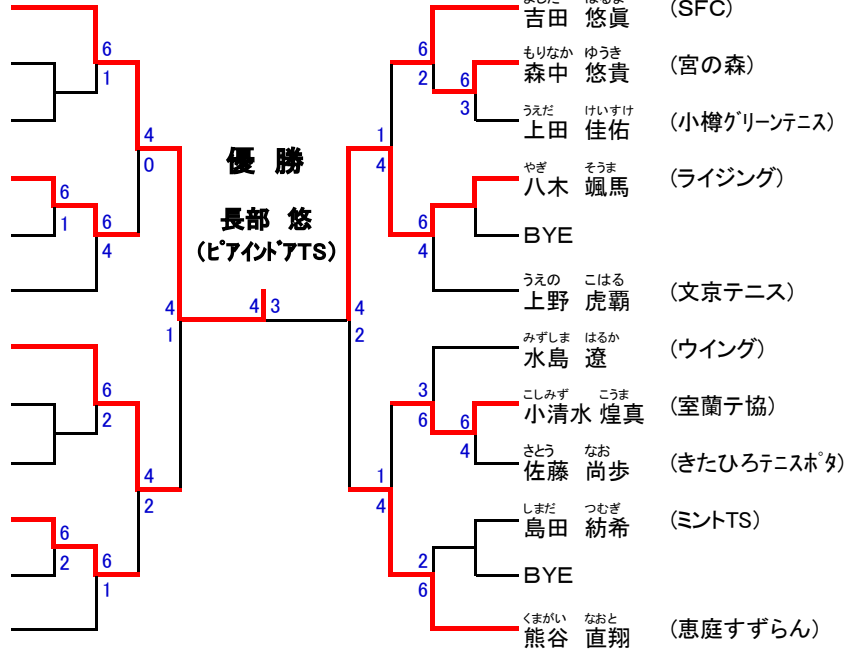 優 勝
長部 悠
(ピアインドアTS)
6
1
4
0
6
1
6
4
4
1
4 3
6
2
4
2
6
2
6
1
吉田 悠眞 (SFC)
6
2
もりなか ゆうき
森中 悠貴 (宮の森)
6
3
うえだ けいすけ
上田 佳佑 (小樽グリーンテニス)
1
4
やぎ そうま
八木 颯馬 (ライジング)
6
4
BYE
うえの こはる
上野 虎覇 (文京テニス)
4
2
みずしま はるか
水島 遼 (ウイング)
3
6
こしみず こうま
小清水 煌真 (室蘭テ協)
6
4
さとう なお
佐藤 尚歩 (きたひろテニスポタ)
1
4
しまだ つむぎ
島田 紡希 (ミントTS)
2
6
BYE
くまがい なおと
熊谷 直翔 (恵庭すずらん)